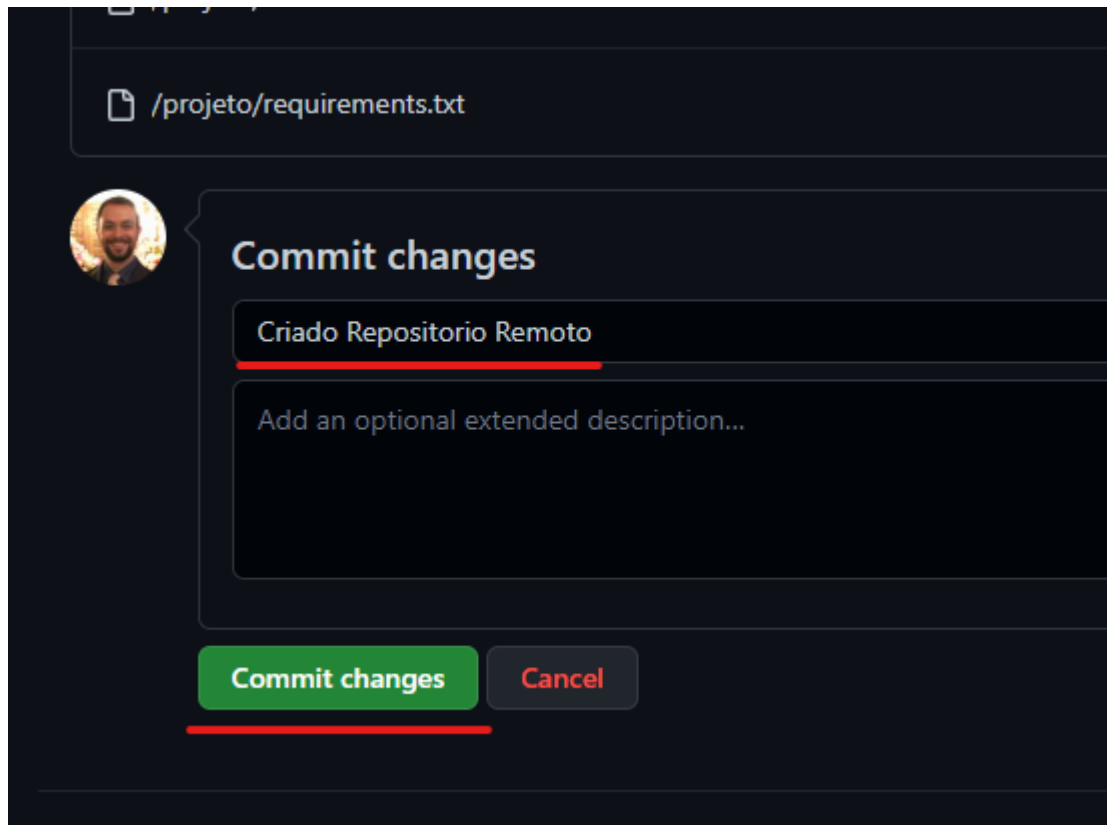 /projeto/requirements.txt
Commit changes
Criado Repositorio Remoto
Add an optional extended description...
Commit changes Cancel